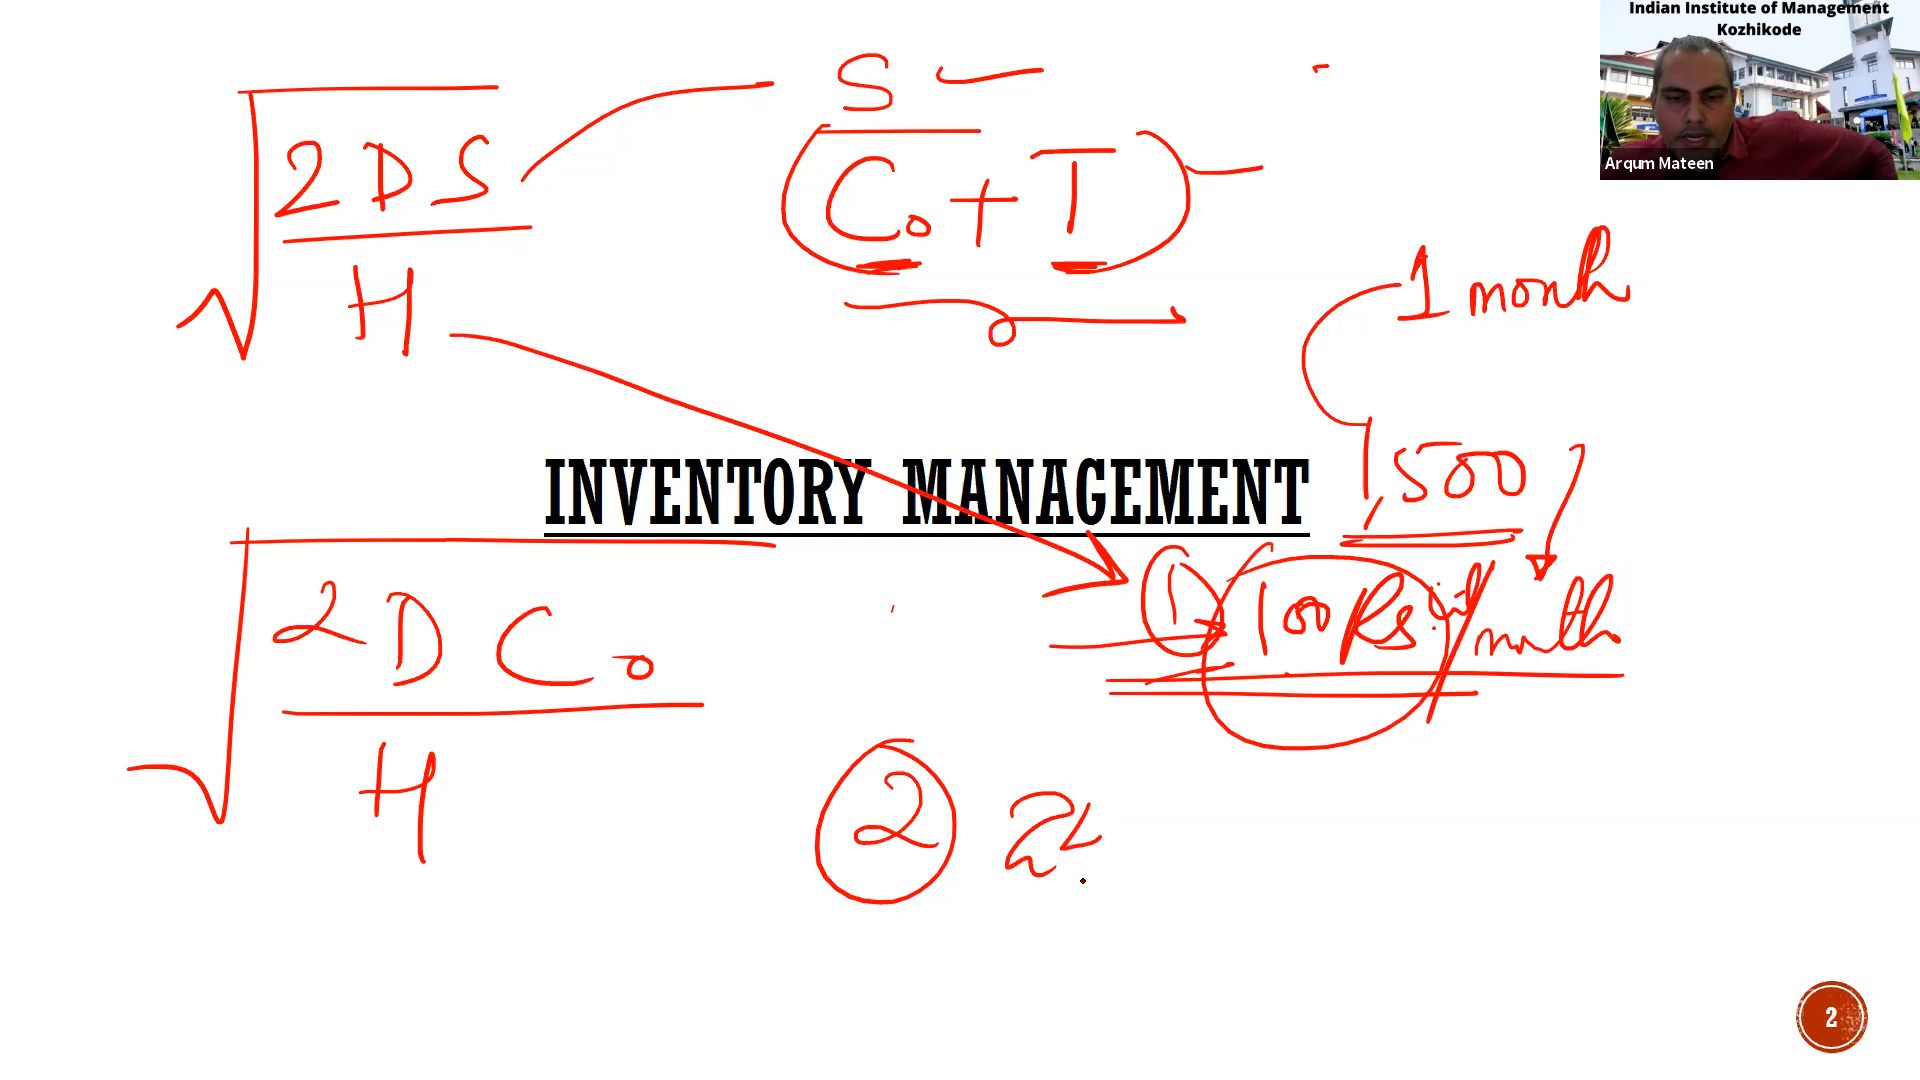 Indian Institute of Management
Kozhikode
Arqum Mateen
S
2DS
H
Co + T
1 month
INVENTORY MANAGEMENT
1,500
1 100 Rs. /month
2DCo
H
2
2